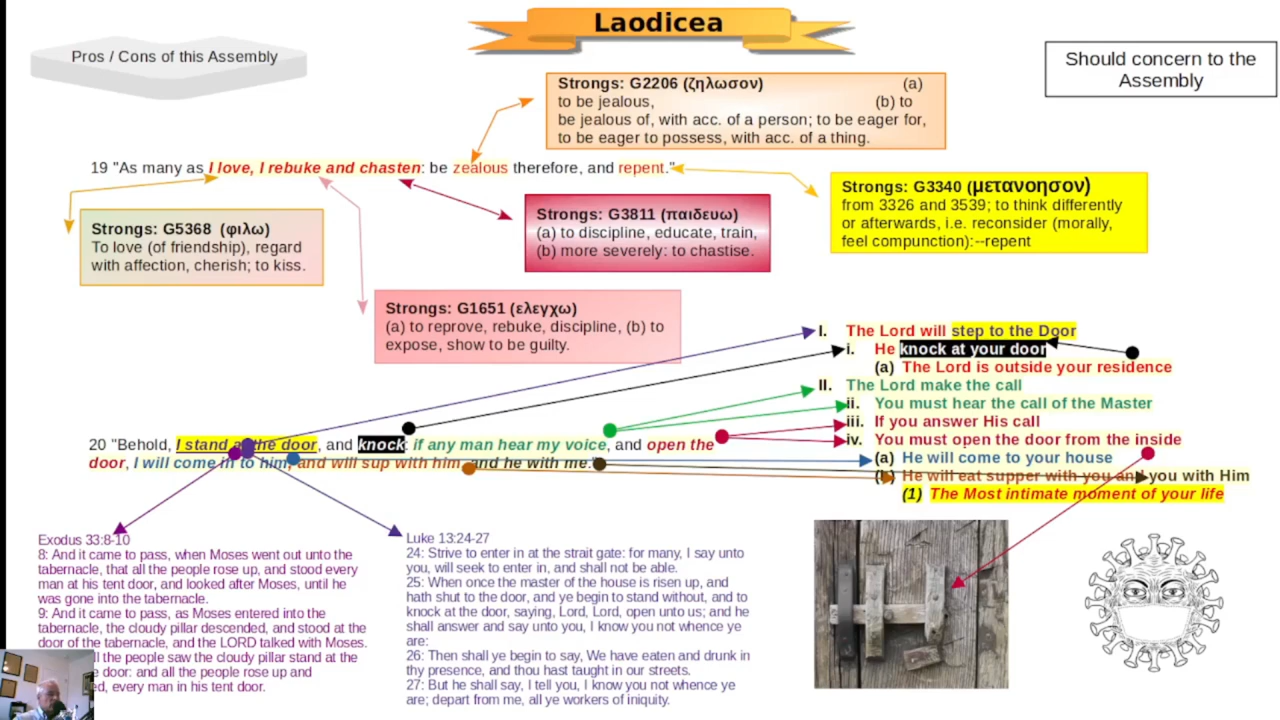 Laodicea
Pros / Cons of this Assembly
Should concern to the
Assembly
Strongs: G2206 (ζηλωσον) (a)
to be jealous, (b) to
be jealous of, with acc. of a person; to be eager for,
to be eager to possess, with acc. of a thing.
19 "As many as I love, I rebuke and chasten: be zealous therefore, and repent."
Strongs: G3340 (μετανοησον)
from 3326 and 3539; to think differently
or afterwards, i.e. reconsider (morally,
feel compunction):--repent
Strongs: G5368 (φιλω)
To love (of friendship), regard
with affection, cherish; to kiss.
Strongs: G3811 (παιδευω)
(a) to discipline, educate, train,
(b) more severely: to chastise.
Strongs: G1651 (ελεγχω)
(a) to reprove, rebuke, discipline, (b) to
expose, show to be guilty.
I. The Lord will step to the Door
i. He knock at your door
(a) The Lord is outside your residence
II. The Lord make the call
ii. You must hear the call of the Master
iii. If you answer His call
iv. You must open the door from the inside
(a) He will come to your house
(b) He will eat supper with you and you with Him
(1) The Most intimate moment of your life
20 "Behold, I stand at the door, and knock: if any man hear my voice, and open the
door, I will come in to him, and will sup with him, and he with me."
Exodus 33:8-10
8: And it came to pass, when Moses went out unto the
tabernacle, that all the people rose up, and stood every
man at his tent door, and looked after Moses, until he
was gone into the tabernacle.
9: And it came to pass, as Moses entered into the
tabernacle, the cloudy pillar descended, and stood at the
door of the tabernacle, and the LORD talked with Moses.
ll the people saw the cloudy pillar stand at the
e door: and all the people rose up and
ed, every man in his tent door.
Luke 13:24-27
24: Strive to enter in at the strait gate: for many, I say unto
you, will seek to enter in, and shall not be able.
25: When once the master of the house is risen up, and
hath shut to the door, and ye begin to stand without, and to
knock at the door, saying, Lord, Lord, open unto us; and he
shall answer and say unto you, I know you not whence ye
are:
26: Then shall ye begin to say, We have eaten and drunk in
thy presence, and thou hast taught in our streets.
27: But he shall say, I tell you, I know you not whence ye
are; depart from me, all ye workers of iniquity.